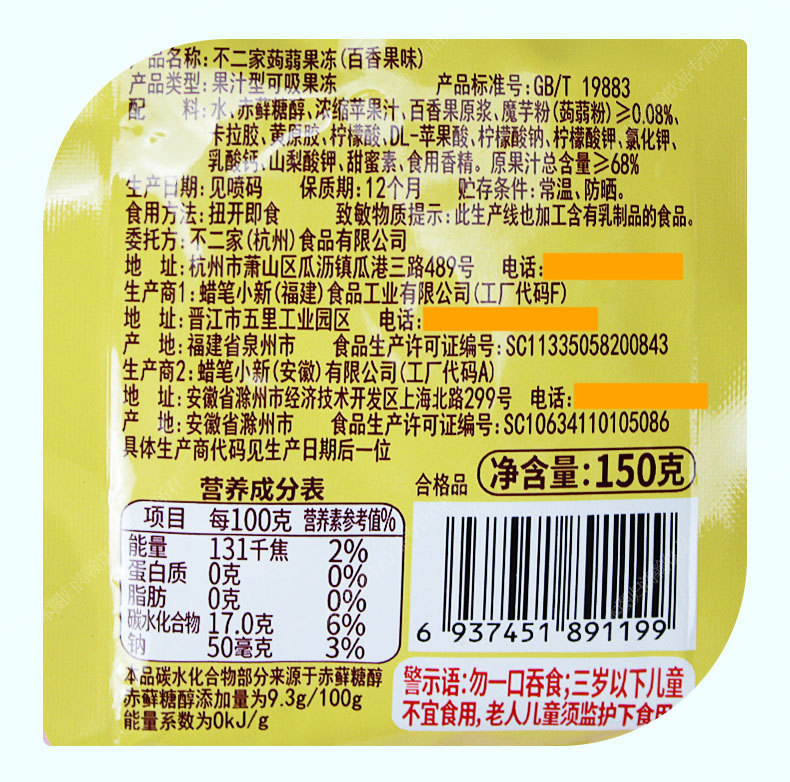 品名称:不二家蒟蒻果冻(百香果味)
产品类型:果汁型可吸果冻 产品标准号:GB/T 19883
配 料:水、赤藓糖醇、浓缩苹果汁、百香果原浆、魔芋粉(蒟蒻粉)≥0.08%、
卡拉胶、黄原胶、柠檬酸、DL-苹果酸、柠檬酸钠、柠檬酸钾、氯化钾、
乳酸钙、山梨酸钾、甜蜜素、食用香精。原果汁总含量≥68%
生产日期:见喷码 保质期:12个月 贮存条件:常温、防晒。
食用方法:扭开即食 致敏物质提示:此生产线也加工含有乳制品的食品。
委托方:不二家(杭州)食品有限公司
地 址:杭州市萧山区瓜沥镇瓜港三路489号 电话:
生产商1:蜡笔小新(福建)食品工业有限公司(工厂代码F)
地 址:晋江市五里工业园区 电话:
产 地:福建省泉州市 食品生产许可证编号:SC11335058200843
生产商2:蜡笔小新(安徽)有限公司(工厂代码A)
地 址:安徽省滁州市经济技术开发区上海北路299号 电话:
产 地:安徽省滁州市 食品生产许可证编号:SC10634110105086
具体生产商代码见生产日期后一位
合格品 净含量:150克
营养成分表
项目 每100克 营养素参考值%
能量 131千焦 2%
蛋白质 0克 0%
脂肪 0克 0%
碳水化合物 17.0克 6%
钠 50毫克 3%
本品碳水化合物部分来源于赤藓糖醇
赤藓糖醇添加量为9.3g/100g
能量系数为0kJ/g
6 937451 891199
警示语:勿一口吞食;三岁以下儿童
不宜食用,老人儿童须监护下食用